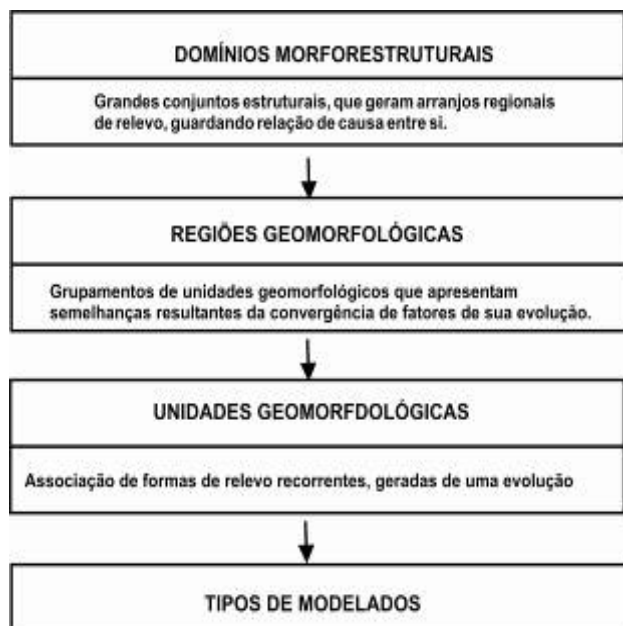 DOMÍNIOS MORFORESTRUTURAIS
Grandes conjuntos estruturais, que geram arranjos regionais
de relevo, guardando relação de causa entre si.
REGIÕES GEOMORFOLÓGICAS
Grupamentos de unidades geomorfológicos que apresentam
semelhanças resultantes da convergência de fatores de sua evolução.
UNIDADES GEOMORFDOLÓGICAS
Associação de formas de relevo recorrentes, geradas de uma evolução
TIPOS DE MODELADOS